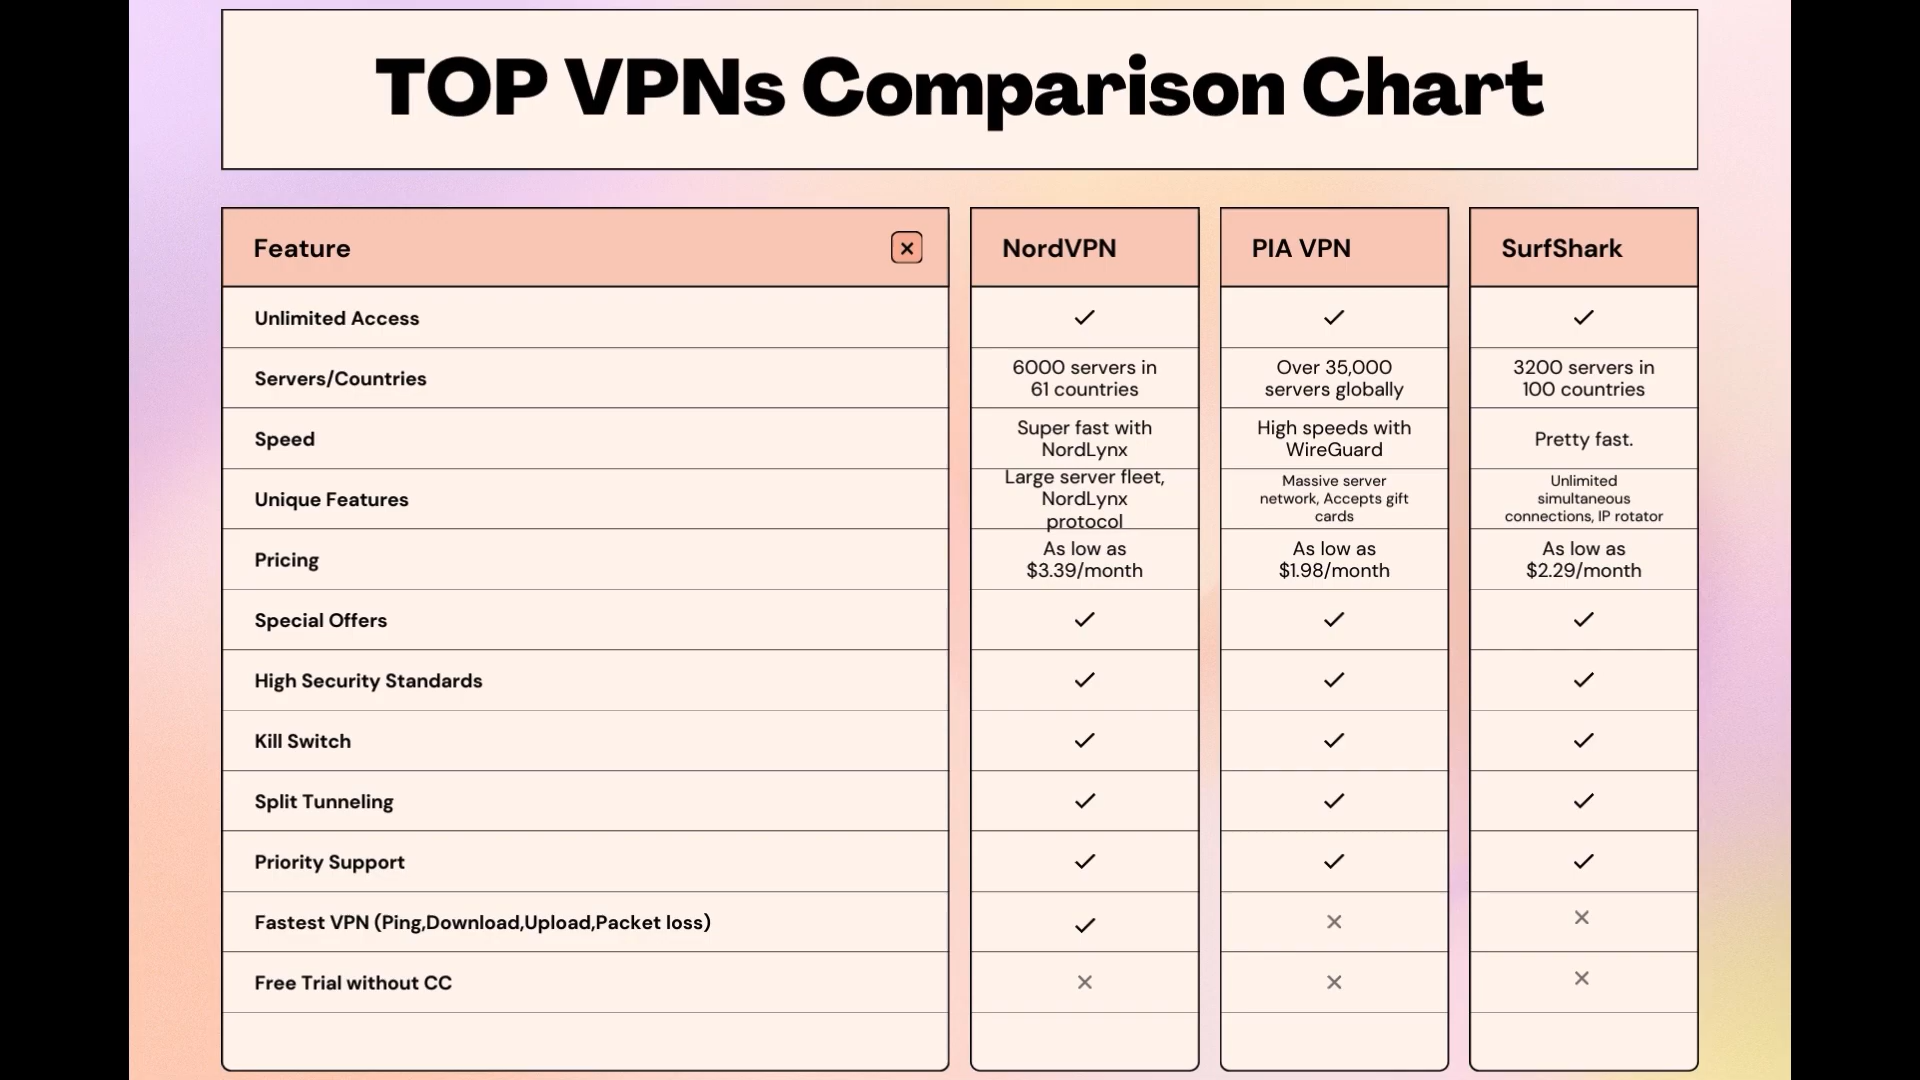 TOP VPNs Comparison Chart
Feature
NordVPN
PIA VPN
SurfShark
Unlimited Access
✓
✓
✓
Servers/Countries
6000 servers in
61 countries
Over 35,000
servers globally
3200 servers in
100 countries
Speed
Super fast with
NordLynx
High speeds with
WireGuard
Pretty fast.
Unique Features
Large server fleet,
NordLynx
protocol
Massive server
network, Accepts gift
cards
Unlimited
simultaneous
connections, IP rotator
Pricing
As low as
$3.39/month
As low as
$1.98/month
As low as
$2.29/month
Special Offers
✓
✓
✓
High Security Standards
✓
✓
✓
Kill Switch
✓
✓
✓
Split Tunneling
✓
✓
✓
Priority Support
✓
✓
✓
Fastest VPN (Ping,Download,Upload,Packet loss)
✓
✕
✕
Free Trial without CC
✕
✕
✕